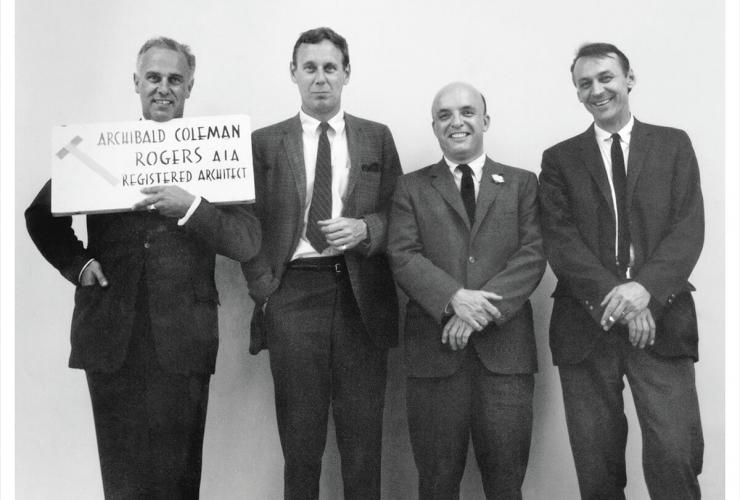 ARCHIBALD COLEMAN
ROGERS AIA
REGISTERED ARCHITECT